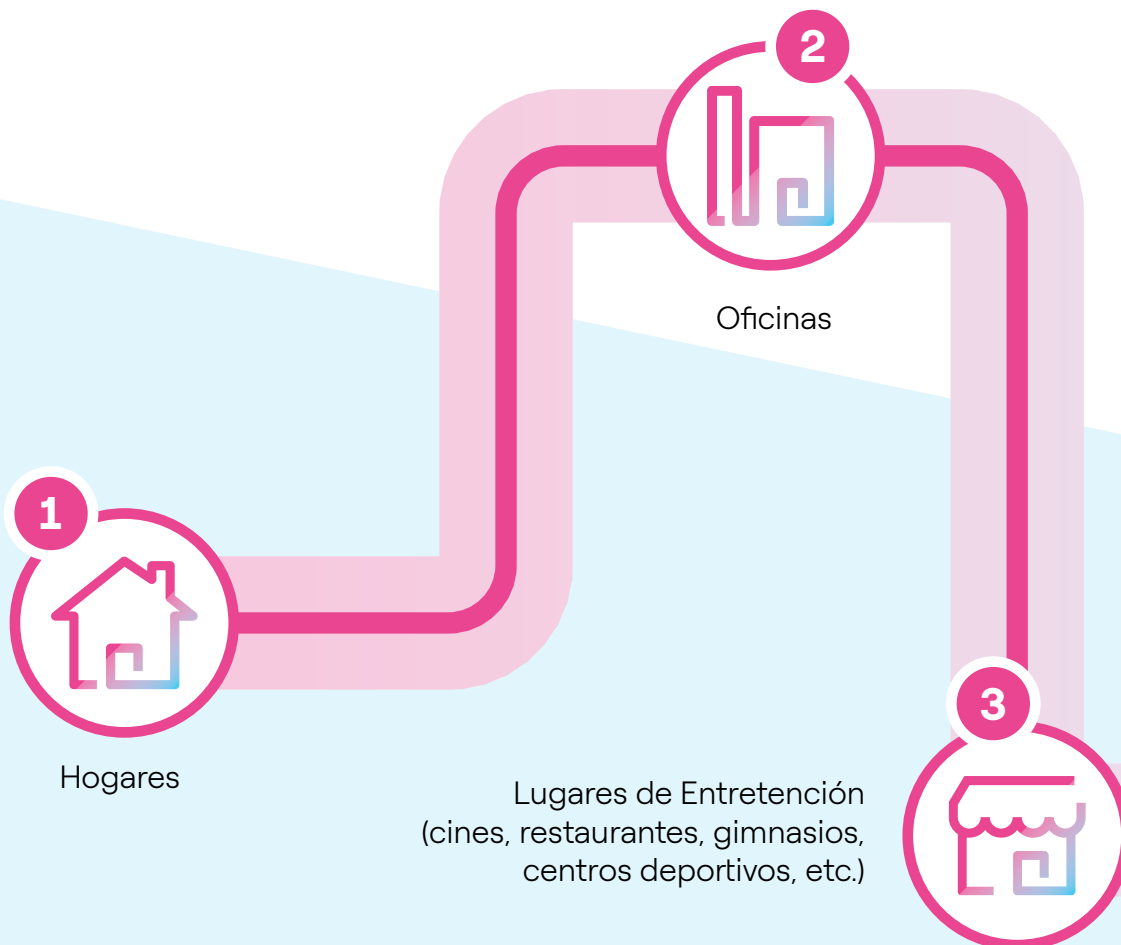 1
Hogares
2
Oficinas
3
Lugares de Entretención
(cines, restaurantes, gimnasios,
centros deportivos, etc.)